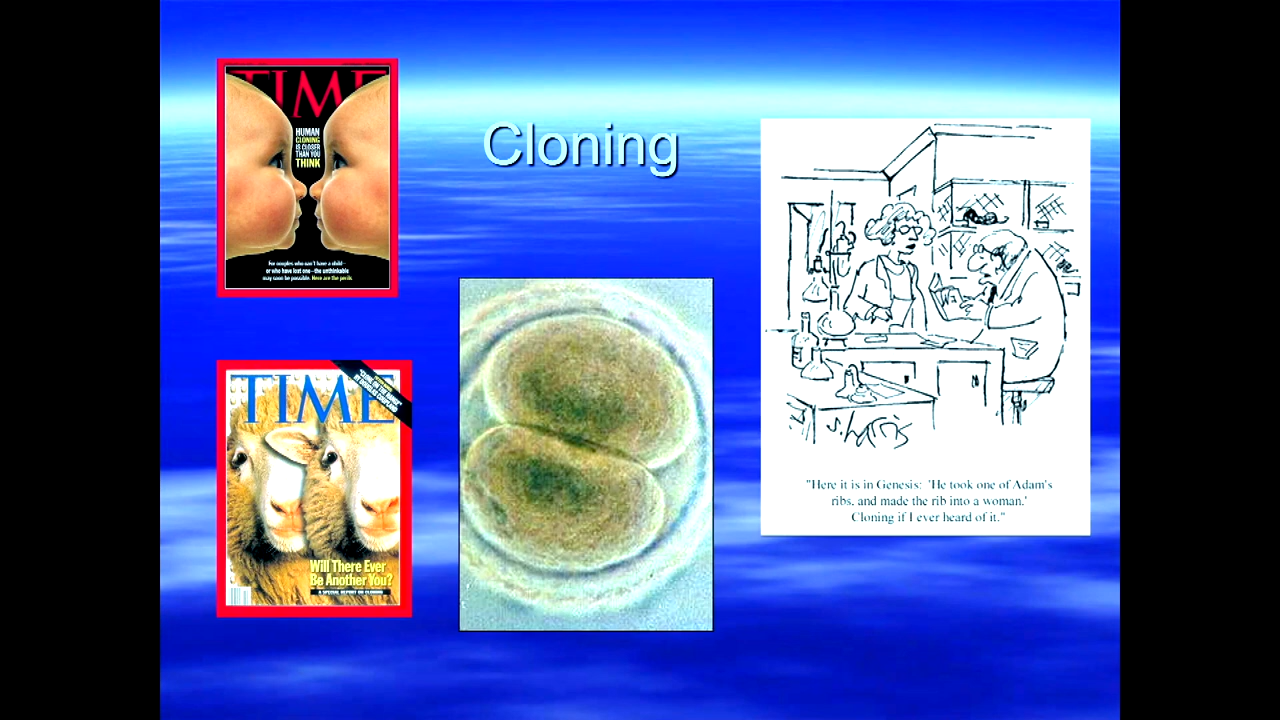 Cloning
TIME
HUMAN
CLONING
IS CLOSER
THAN YOU
THINK
For couples who can't have a child–
or who have lost one–the unthinkable
may soon be possible. Here are the perils
TIME
Will There Ever
Be Another You?
A SPECIAL REPORT ON CLONING
S. Harris
"Here it is in Genesis: 'He took one of Adam's
ribs, and made the rib into a woman.'
Cloning if I ever heard of it."